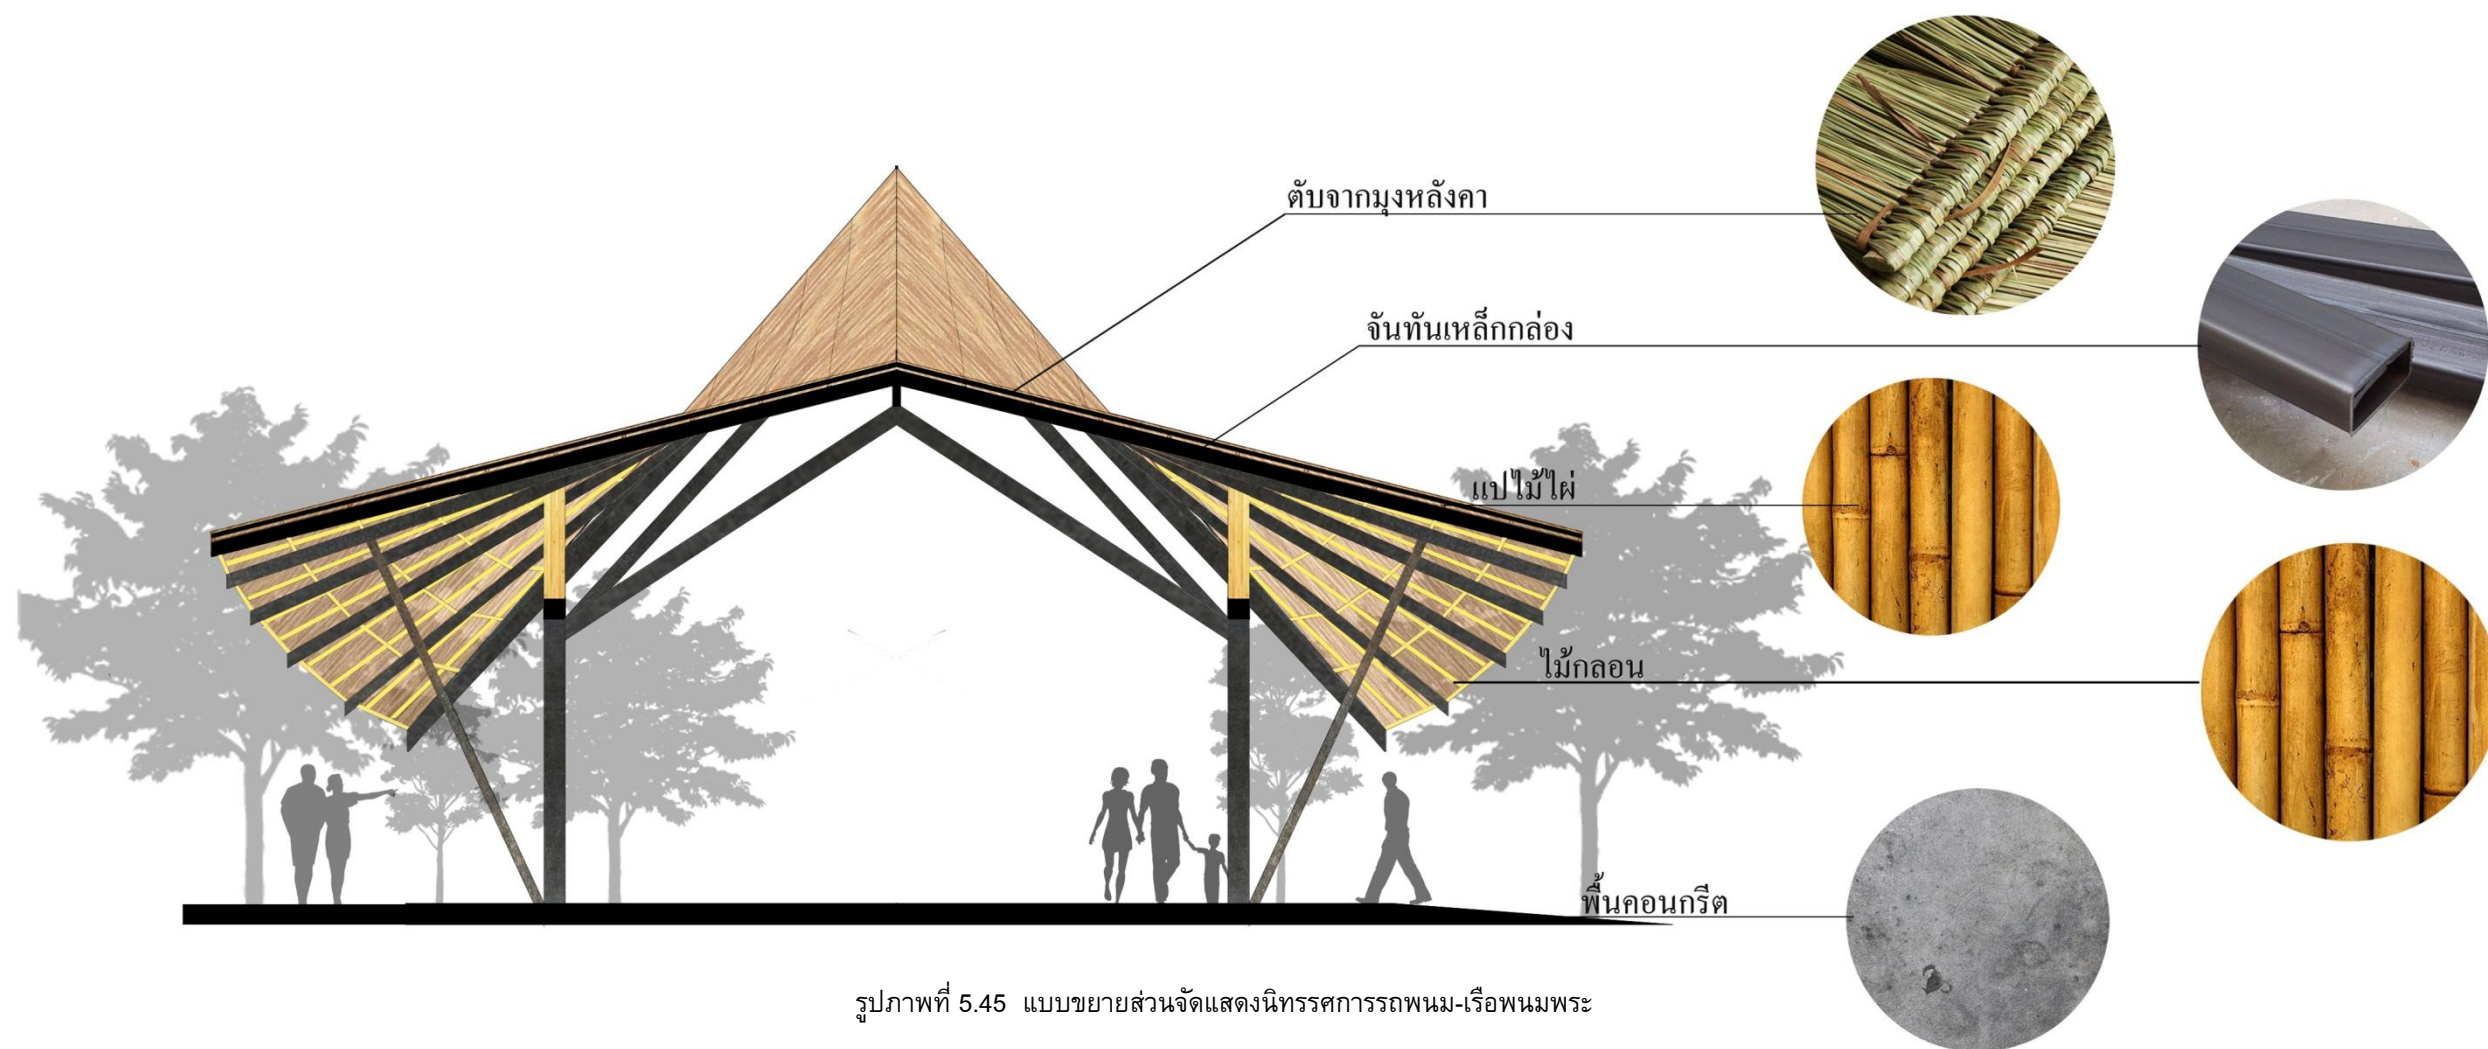 ตับจากมุงหลังคา
จันทันเหล็กกล่อง
แปไม้ไผ่
ไม้กลอน
พื้นคอนกรีต
รูปภาพที่ 5.45 แบบขยายส่วนจัดแสดงนิทรรศการรถพนม-เรือพนมพระ